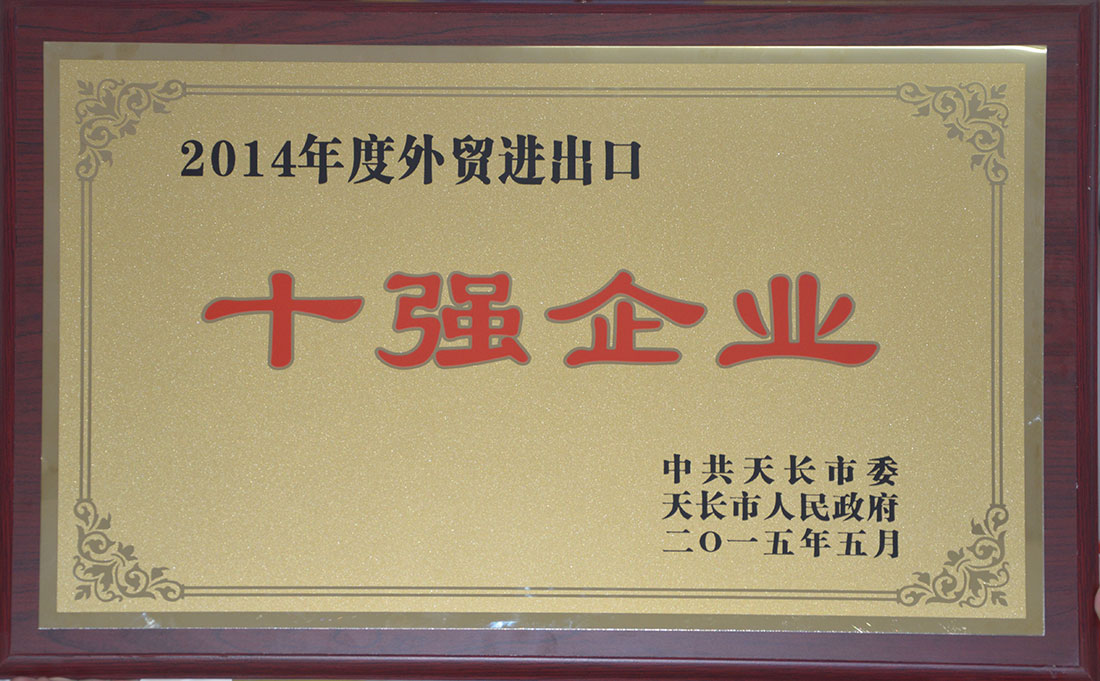 2014年度外贸进出口
十强企业
中共天长市委
天长市人民政府
二O一五年五月